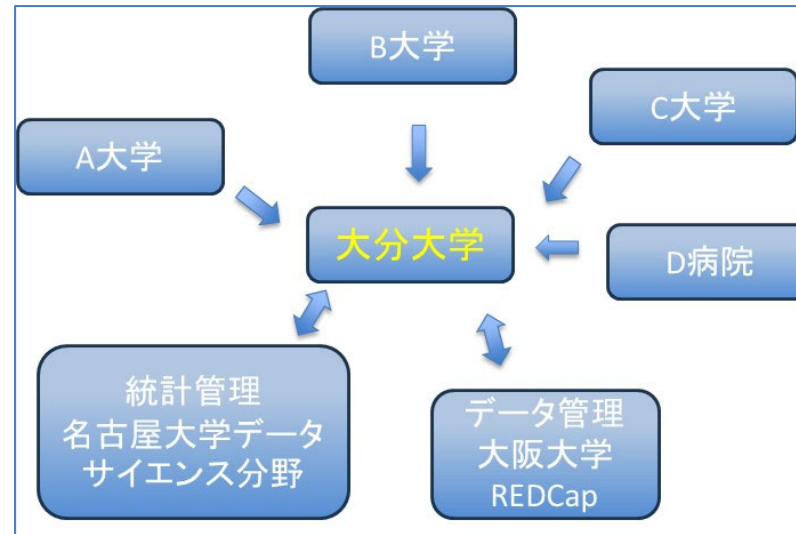 B大学
C大学
A大学
大分大学
D病院
統計管理
名古屋大学データ
サイエンス分野
データ管理
大阪大学
REDCap